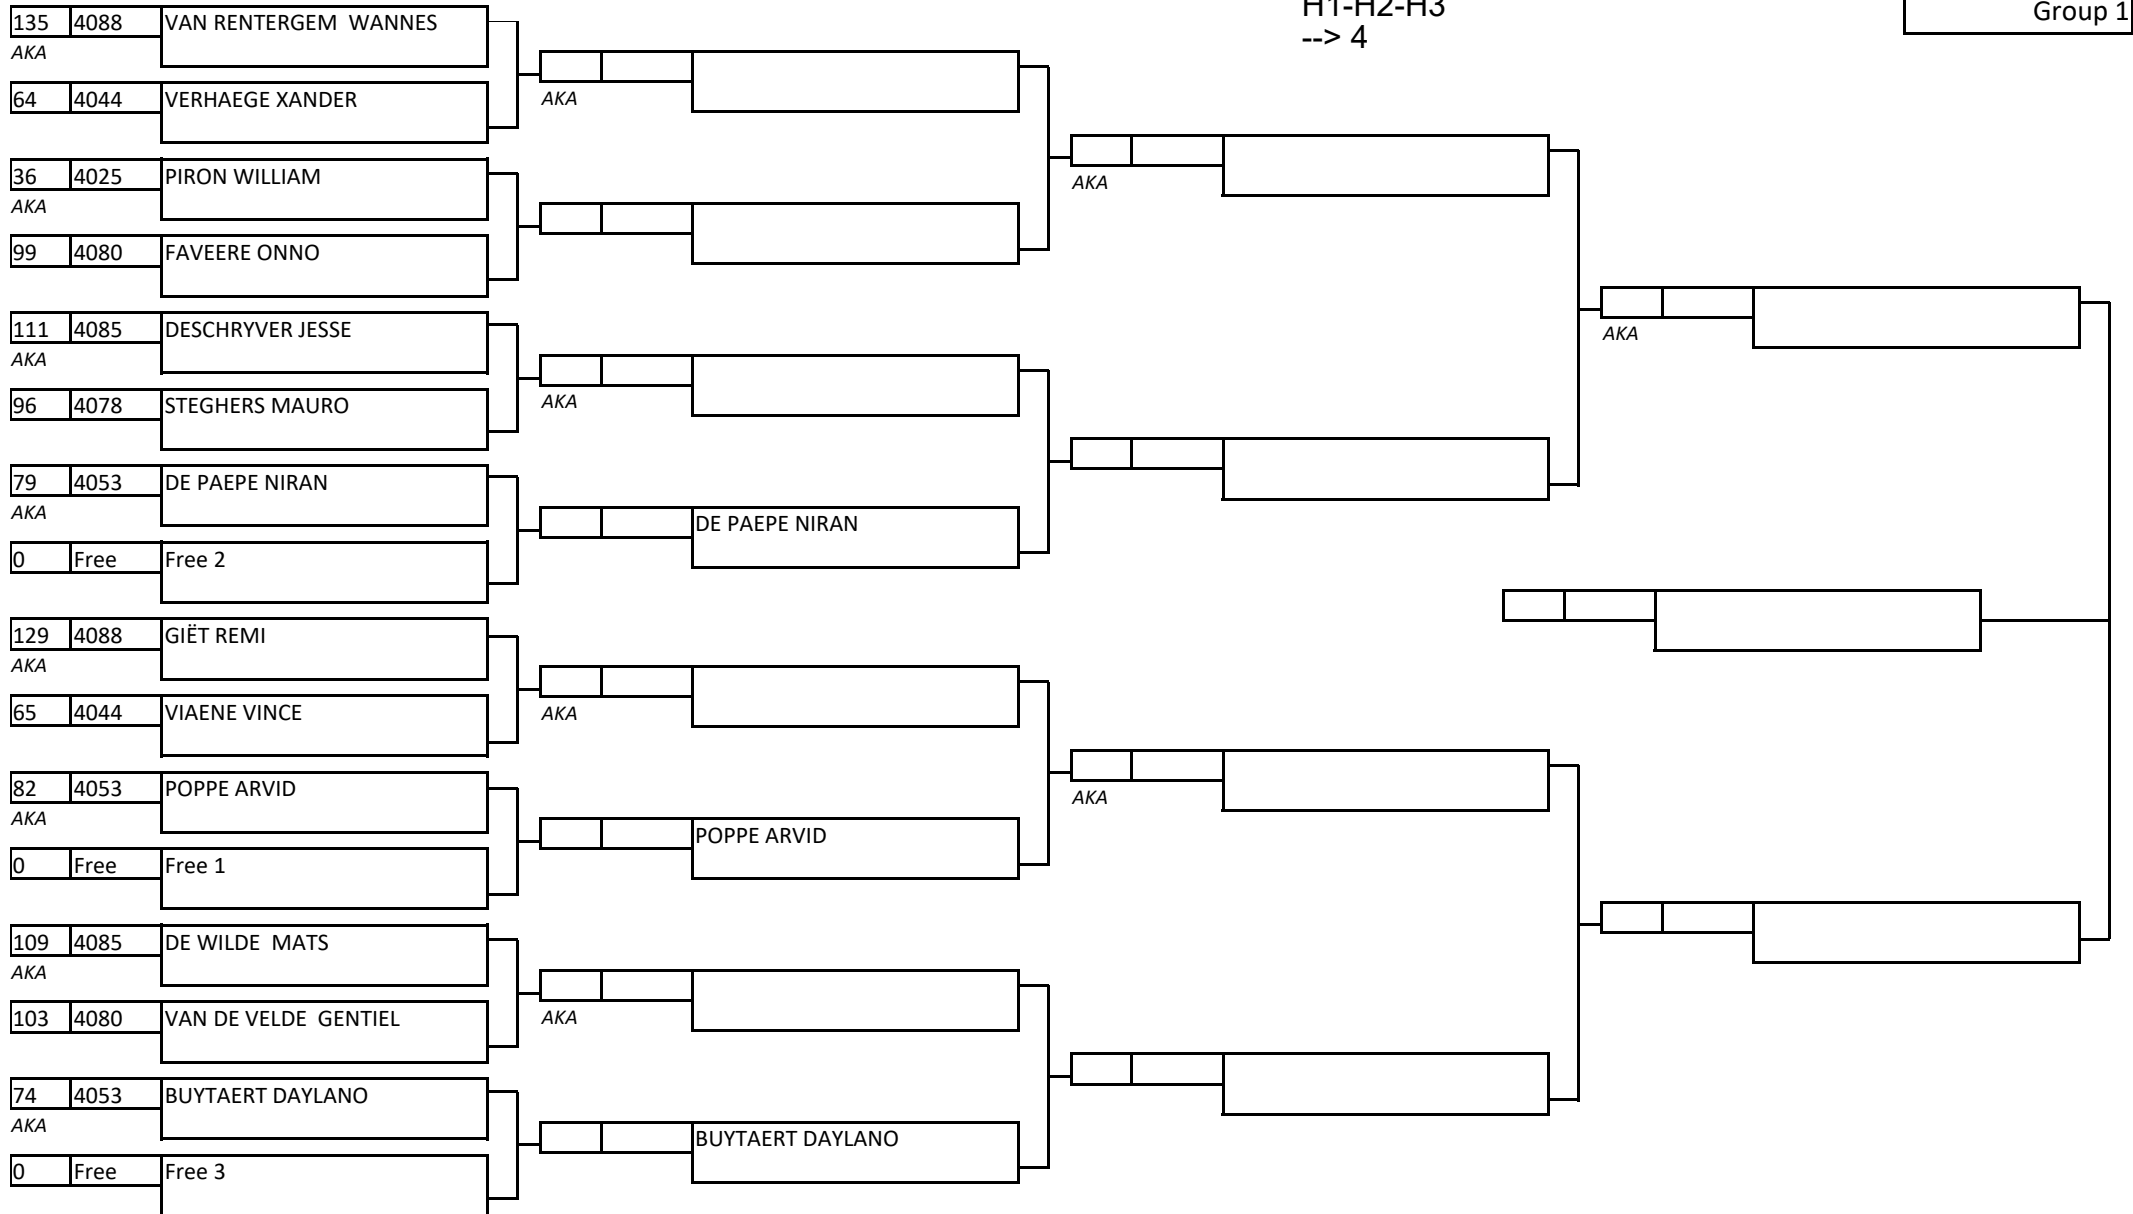 H1-H2-H3
--> 4
Group 1
135 4088 VAN RENTERGEM  WANNES
AKA
64 4044 VERHAEGE XANDER
AKA
36 4025 PIRON WILLIAM
AKA
AKA
99 4080 FAVEERE ONNO
111 4085 DESCHRYVER JESSE
AKA
AKA
96 4078 STEGHERS MAURO
AKA
79 4053 DE PAEPE NIRAN
AKA
DE PAEPE NIRAN
0 Free Free 2
129 4088 GIËT REMI
AKA
65 4044 VIAENE VINCE
AKA
82 4053 POPPE ARVID
AKA
AKA
POPPE ARVID
0 Free Free 1
109 4085 DE WILDE  MATS
AKA
103 4080 VAN DE VELDE  GENTIEL
AKA
74 4053 BUYTAERT DAYLANO
AKA
BUYTAERT DAYLANO
0 Free Free 3